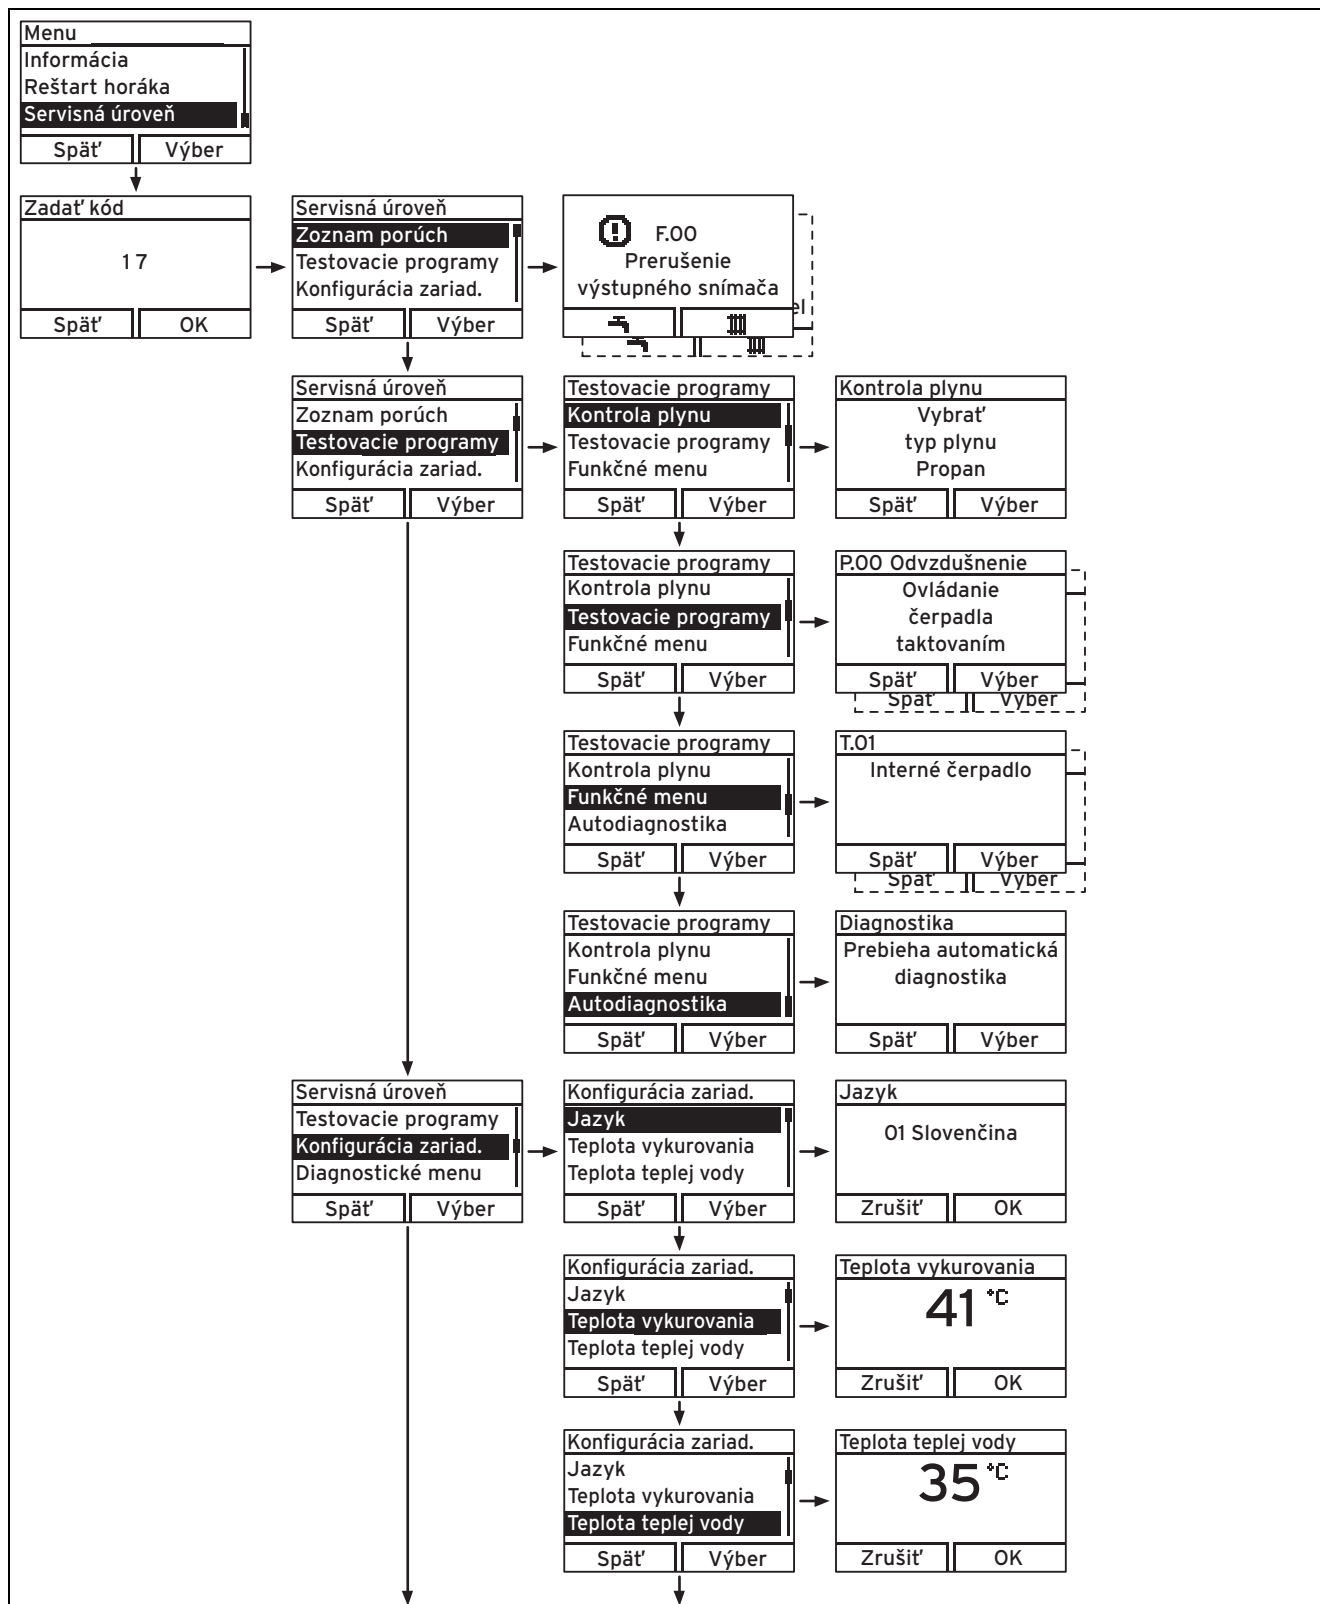 Menu
Informácia
Reštart horáka
Servisná úroveň
Späť Výber
Zadať kód
17
Späť OK
Servisná úroveň
Zoznam porúch
Testovacie programy
Konfigurácia zariad.
Späť Výber
F.00
Prerušenie
výstupného snímača
el
Servisná úroveň
Zoznam porúch
Testovacie programy
Konfigurácia zariad.
Späť Výber
Testovacie programy
Kontrola plynu
Testovacie programy
Funkčné menu
Späť Výber
Kontrola plynu
Vybrať
typ plynu
Propan
Späť Výber
Testovacie programy
Kontrola plynu
Testovacie programy
Funkčné menu
Späť Výber
P.00 Odvzdušnenie
Ovládanie
čerpadla
taktovaním
Späť Výber
Späť Výber
Testovacie programy
Kontrola plynu
Funkčné menu
Autodiagnostika
Späť Výber
T.01
Interné čerpadlo
Späť Výber
Späť Výber
Testovacie programy
Kontrola plynu
Funkčné menu
Autodiagnostika
Späť Výber
Diagnostika
Prebieha automatická
diagnostika
Späť Výber
Servisná úroveň
Testovacie programy
Konfigurácia zariad.
Diagnostické menu
Späť Výber
Konfigurácia zariad.
Jazyk
Teplota vykurovania
Teplota teplej vody
Späť Výber
Jazyk
01 Slovenčina
Zrušiť OK
Konfigurácia zariad.
Jazyk
Teplota vykurovania
Teplota teplej vody
Späť Výber
Teplota vykurovania
41 °C
Zrušiť OK
Konfigurácia zariad.
Jazyk
Teplota vykurovania
Teplota teplej vody
Späť Výber
Teplota teplej vody
35 °C
Zrušiť OK